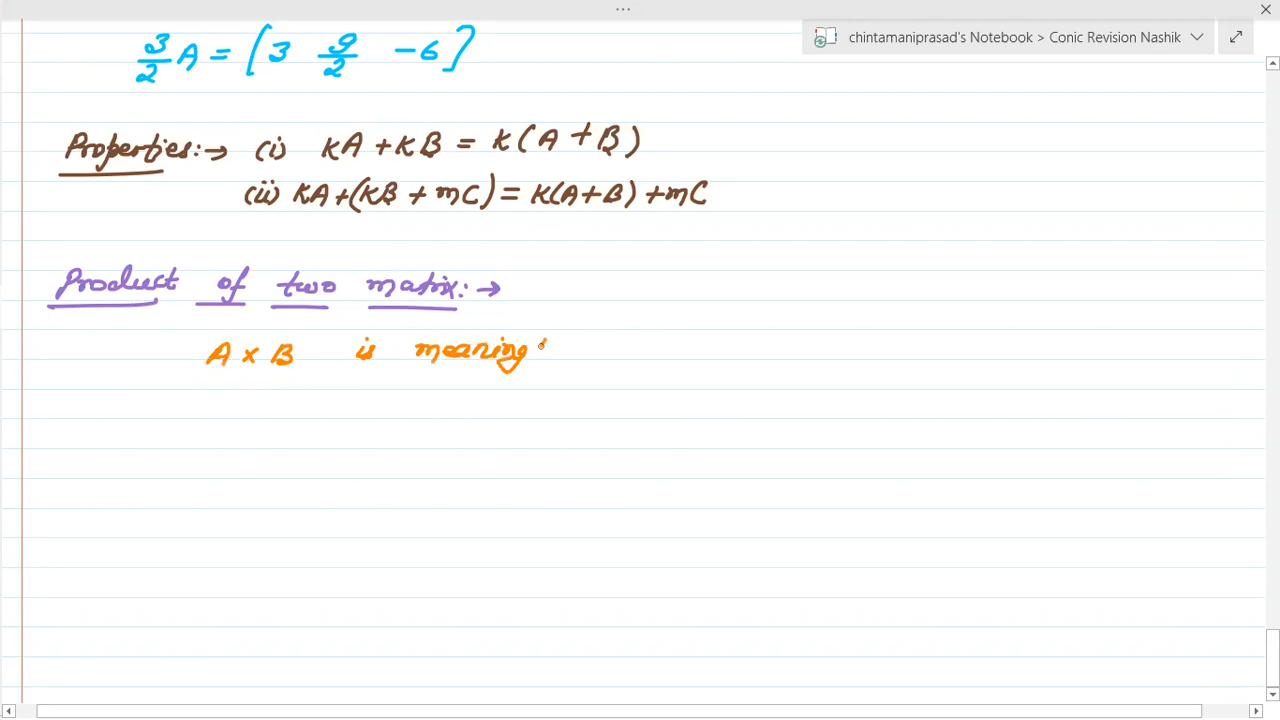 ...
chintamaniprasad's Notebook > Conic Revision Nashik
3/2 A = [3 9/2 -6]
Properties:→ (i) KA + KB = K(A + B)
(ii) KA+(KB + mC) = K(A+B) + mC
Product of two matrix:→
A × B is meaning